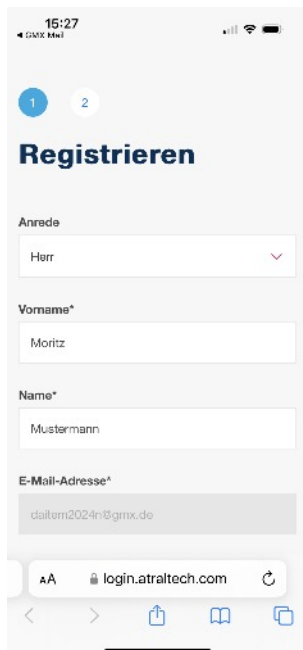 15:27
◀ GMX Mail
1 2
Registrieren
Anrede
Herr
Vorname*
Moritz
Name*
Mustermann
E-Mail-Adresse*
daitem2024n@gmx.de
AA login.atraltech.com